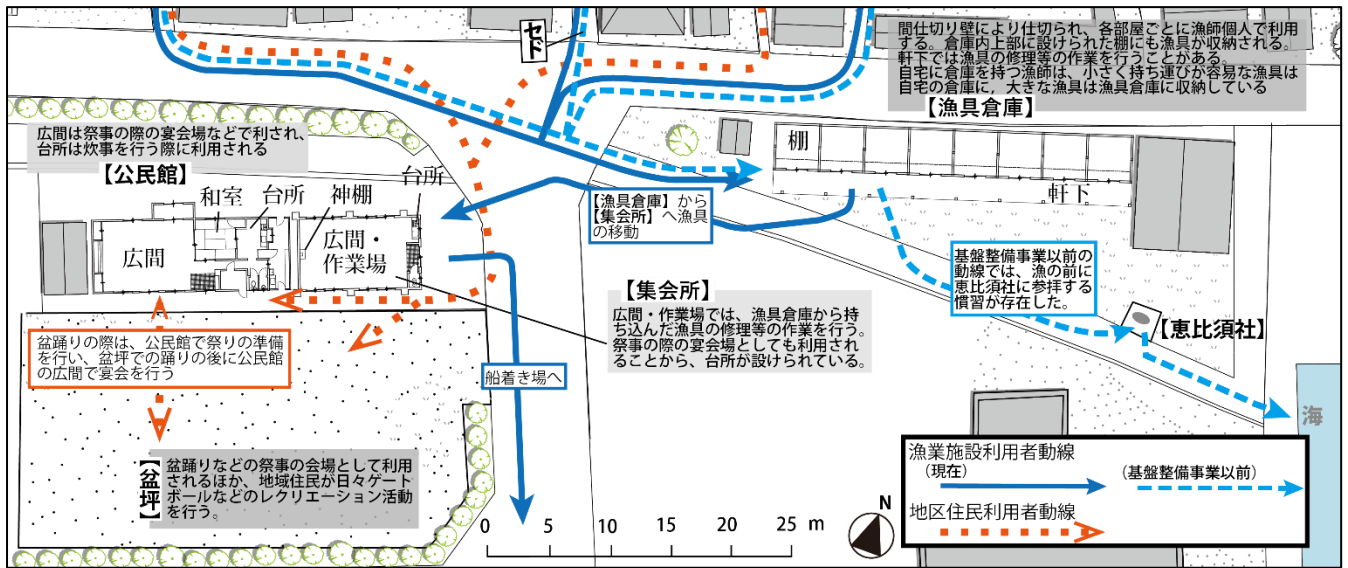 セド
間仕切り壁により仕切られ、各部屋ごとに漁師個人で利用
する。倉庫内上部に設けられた棚にも漁具が収納される。
軒下では漁具の修理等の作業を行うことがある。
自宅に倉庫を持つ漁師は、小さく持ち運びが容易な漁具は
自宅の倉庫に，大きな漁具は漁具倉庫に収納している
【漁具倉庫】
棚
軒下
広間は祭事の際の宴会場などで利され、
台所は炊事を行う際に利用される
【公民館】
和室
台所
神棚
台所
広間
広間・
作業場
【漁具倉庫】から
【集会所】へ漁具
の移動
基盤整備事業以前の
動線では、漁の前に
恵比須社に参拝する
慣習が存在した。
【恵比須社】
【集会所】
広間・作業場では、漁具倉庫から持
ち込んだ漁具の修理等の作業を行う。
祭事の際の宴会場としても利用され
ることから、台所が設けられている。
盆踊りの際は、公民館で祭りの準備
を行い、盆坪での踊りの後に公民館
の広間で宴会を行う
船着き場へ
海
【盆坪】
盆踊りなどの祭事の会場として利用
されるほか、地域住民が日々ゲート
ボールなどのレクリエーション活動
を行う。
0 5 10 15 20 25 m
N
漁業施設利用者動線
(現在)
(基盤整備事業以前)
地区住民利用者動線